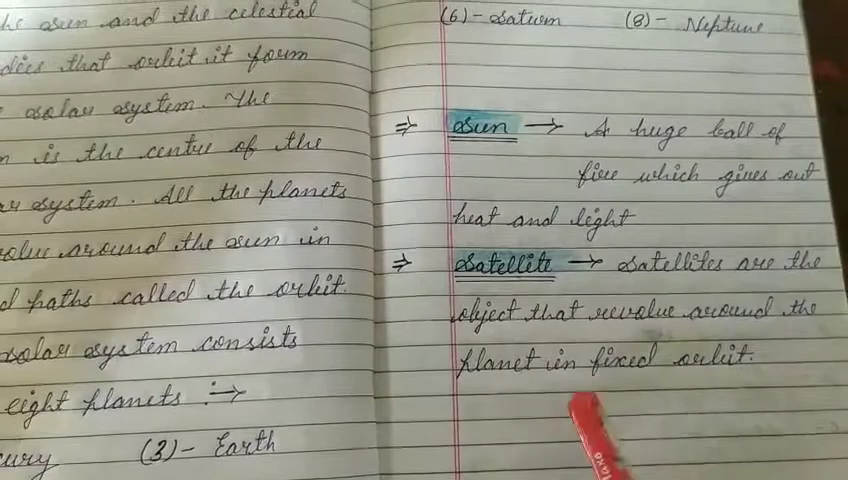 the sun and the celestial
that orbit it form
solar system. The
is the centre of the
system. All the planets
around the sun in
paths called the orbit.
solar system consists
eight planets :→
(3)- Earth
(6)- Saturn (8)- Neptune
⇒ Sun → A huge ball of
fire which gives out
heat and light
⇒ Satellite → Satellites are the
object that revolue around the
planet in fixed orbit.